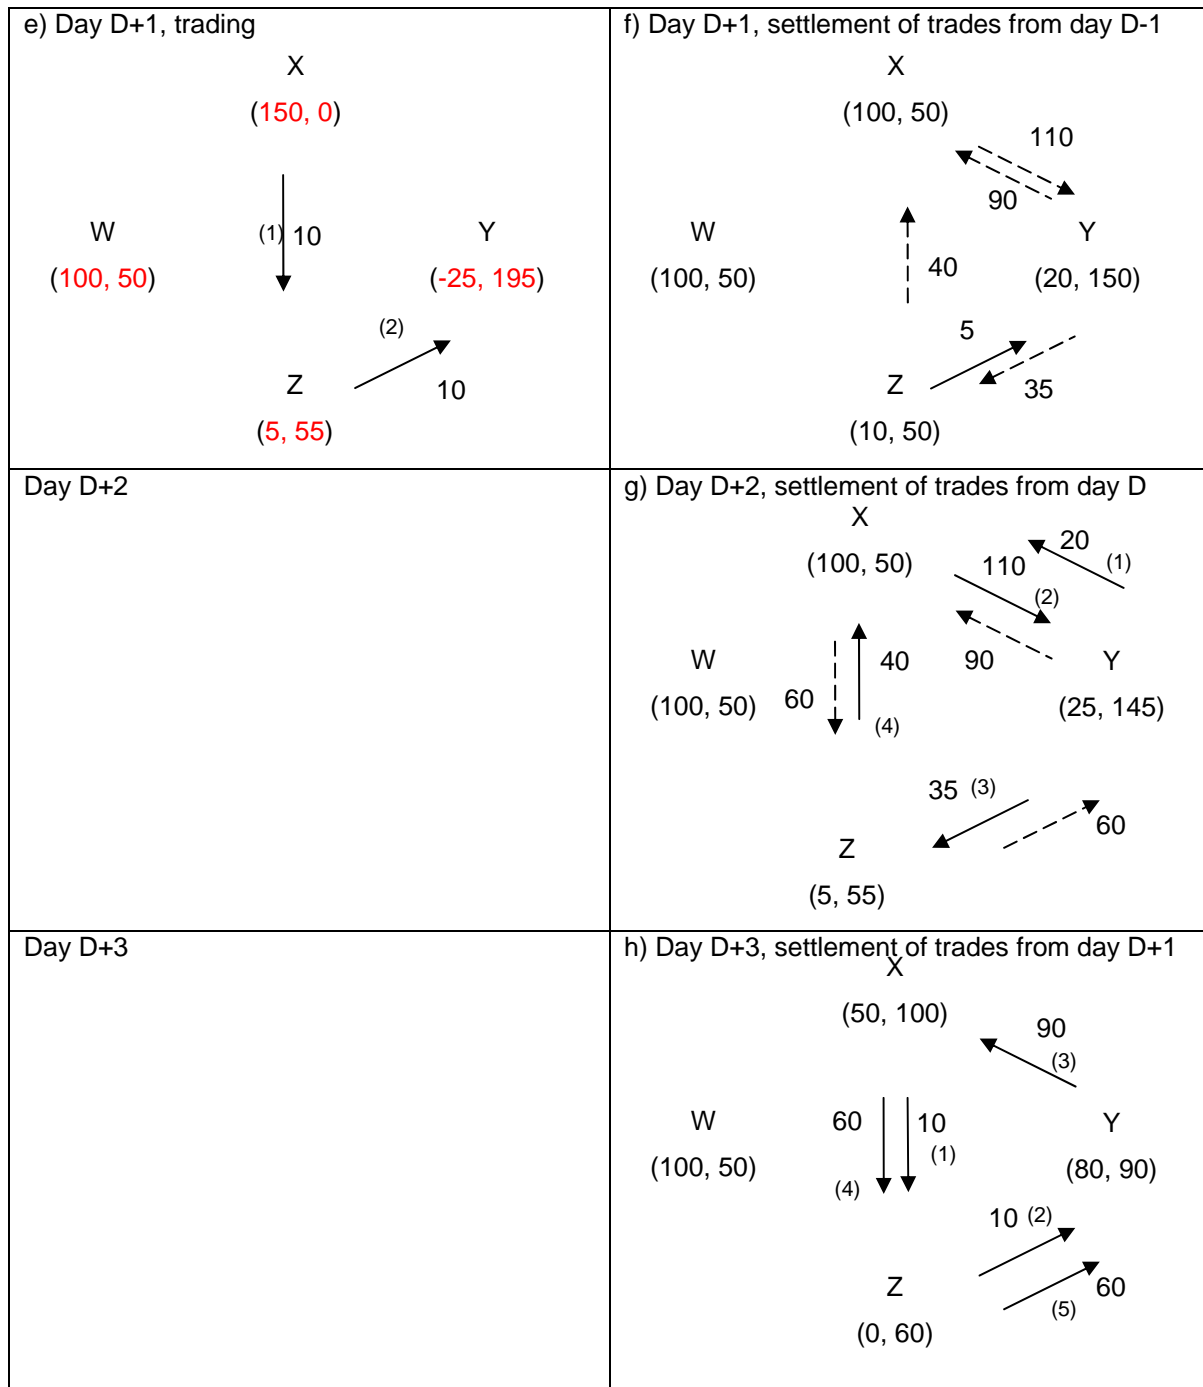 e) Day D+1, trading
X
(150, 0)
W
(1) 10
Y
(100, 50)
(-25, 195)
(2)
Z
10
(5, 55)
f) Day D+1, settlement of trades from day D-1
X
(100, 50)
110
90
W
Y
(100, 50)
40
(20, 150)
5
Z
35
(10, 50)
Day D+2
g) Day D+2, settlement of trades from day D
X
20
(100, 50)
110
(1)
(2)
W
40
90
Y
(100, 50)
60
(25, 145)
(4)
35 (3)
60
Z
(5, 55)
Day D+3
h) Day D+3, settlement of trades from day D+1
X
(50, 100)
90
(3)
W
60
10
Y
(100, 50)
(1)
(80, 90)
(4)
10 (2)
Z
60
(5)
(0, 60)